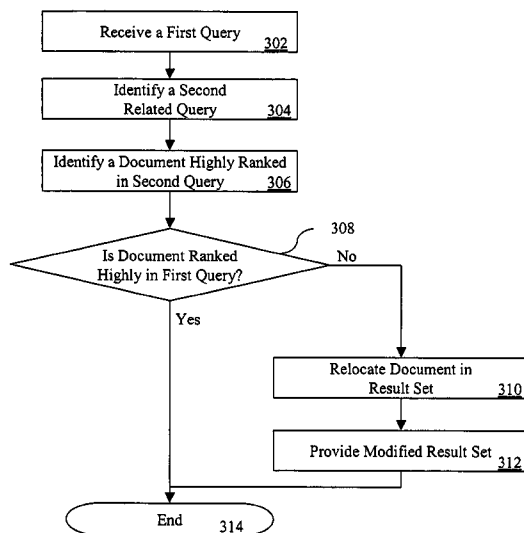 Receive a First Query
302
Identify a Second
Related Query
304
Identify a Document Highly Ranked
in Second Query
306
308
Is Document Ranked
Highly in First Query?
No
Yes
Relocate Document in
Result Set
310
Provide Modified Result Set
312
End
314